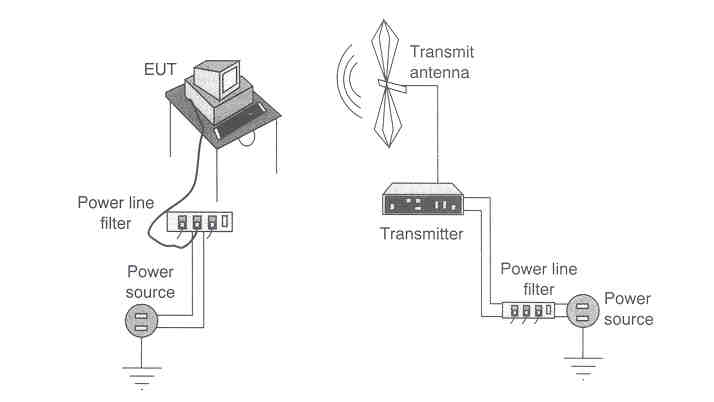 EUT
Transmit
antenna
Power line
filter
Transmitter
Power
source
Power line
filter
Power
source